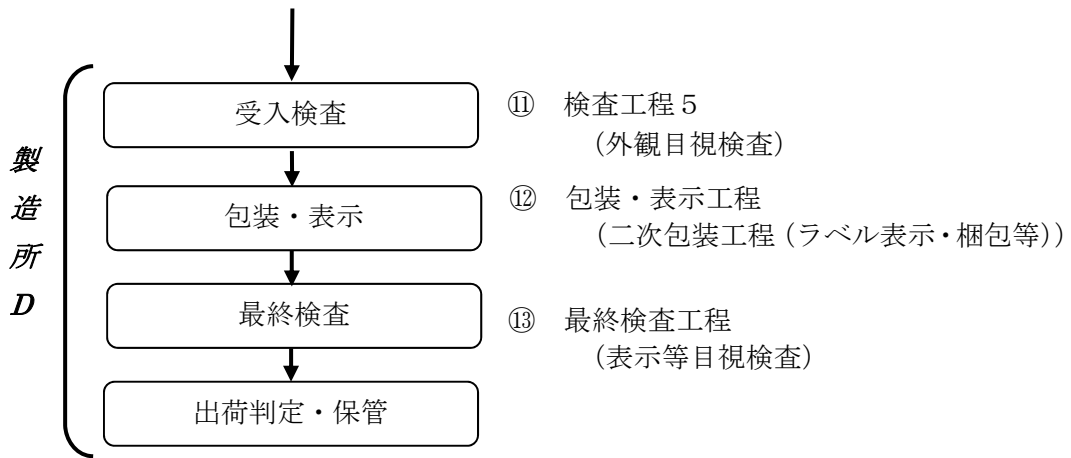 製造所D
受入検査
⑪ 検査工程5
(外観目視検査)
包装・表示
⑫ 包装・表示工程
(二次包装工程(ラベル表示・梱包等))
最終検査
⑬ 最終検査工程
(表示等目視検査)
出荷判定・保管